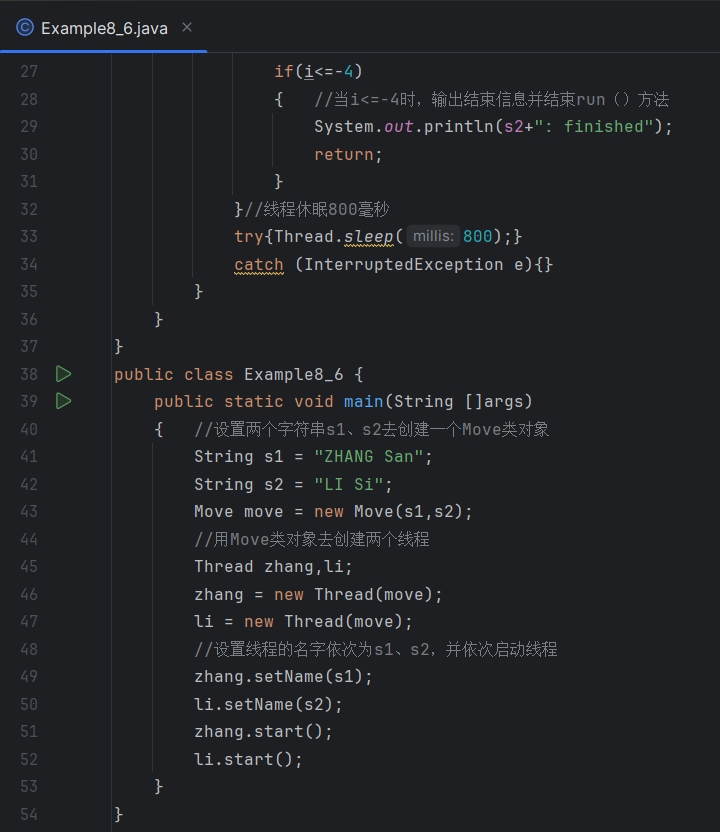 Example8_6.java
27 if(i<=-4)
28 { //当i<=-4时，输出结束信息并结束run（）方法
29 System.out.println(s2+": finished");
30 return;
31 }
32 }//线程休眠800毫秒
33 try{Thread.sleep( millis: 800);}
34 catch (InterruptedException e){}
35 }
36 }
37 }
38 public class Example8_6 {
39 public static void main(String []args)
40 { //设置两个字符串s1、s2去创建一个Move类对象
41 String s1 = "ZHANG San";
42 String s2 = "LI Si";
43 Move move = new Move(s1,s2);
44 //用Move类对象去创建两个线程
45 Thread zhang,li;
46 zhang = new Thread(move);
47 li = new Thread(move);
48 //设置线程的名字依次为s1、s2，并依次启动线程
49 zhang.setName(s1);
50 li.setName(s2);
51 zhang.start();
52 li.start();
53 }
54 }